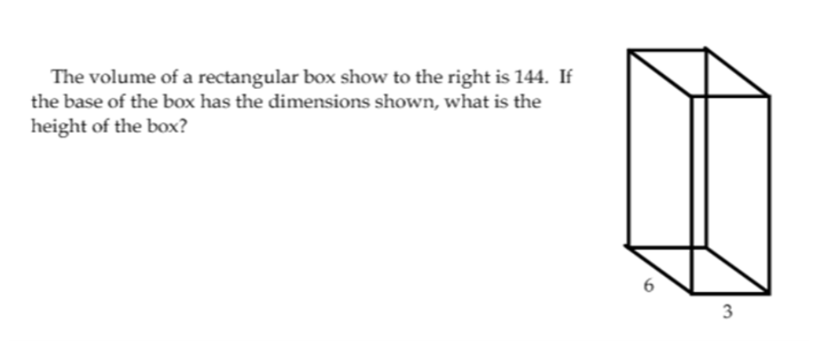 The volume of a rectangular box show to the right is 144. If
the base of the box has the dimensions shown, what is the
height of the box?
6
3